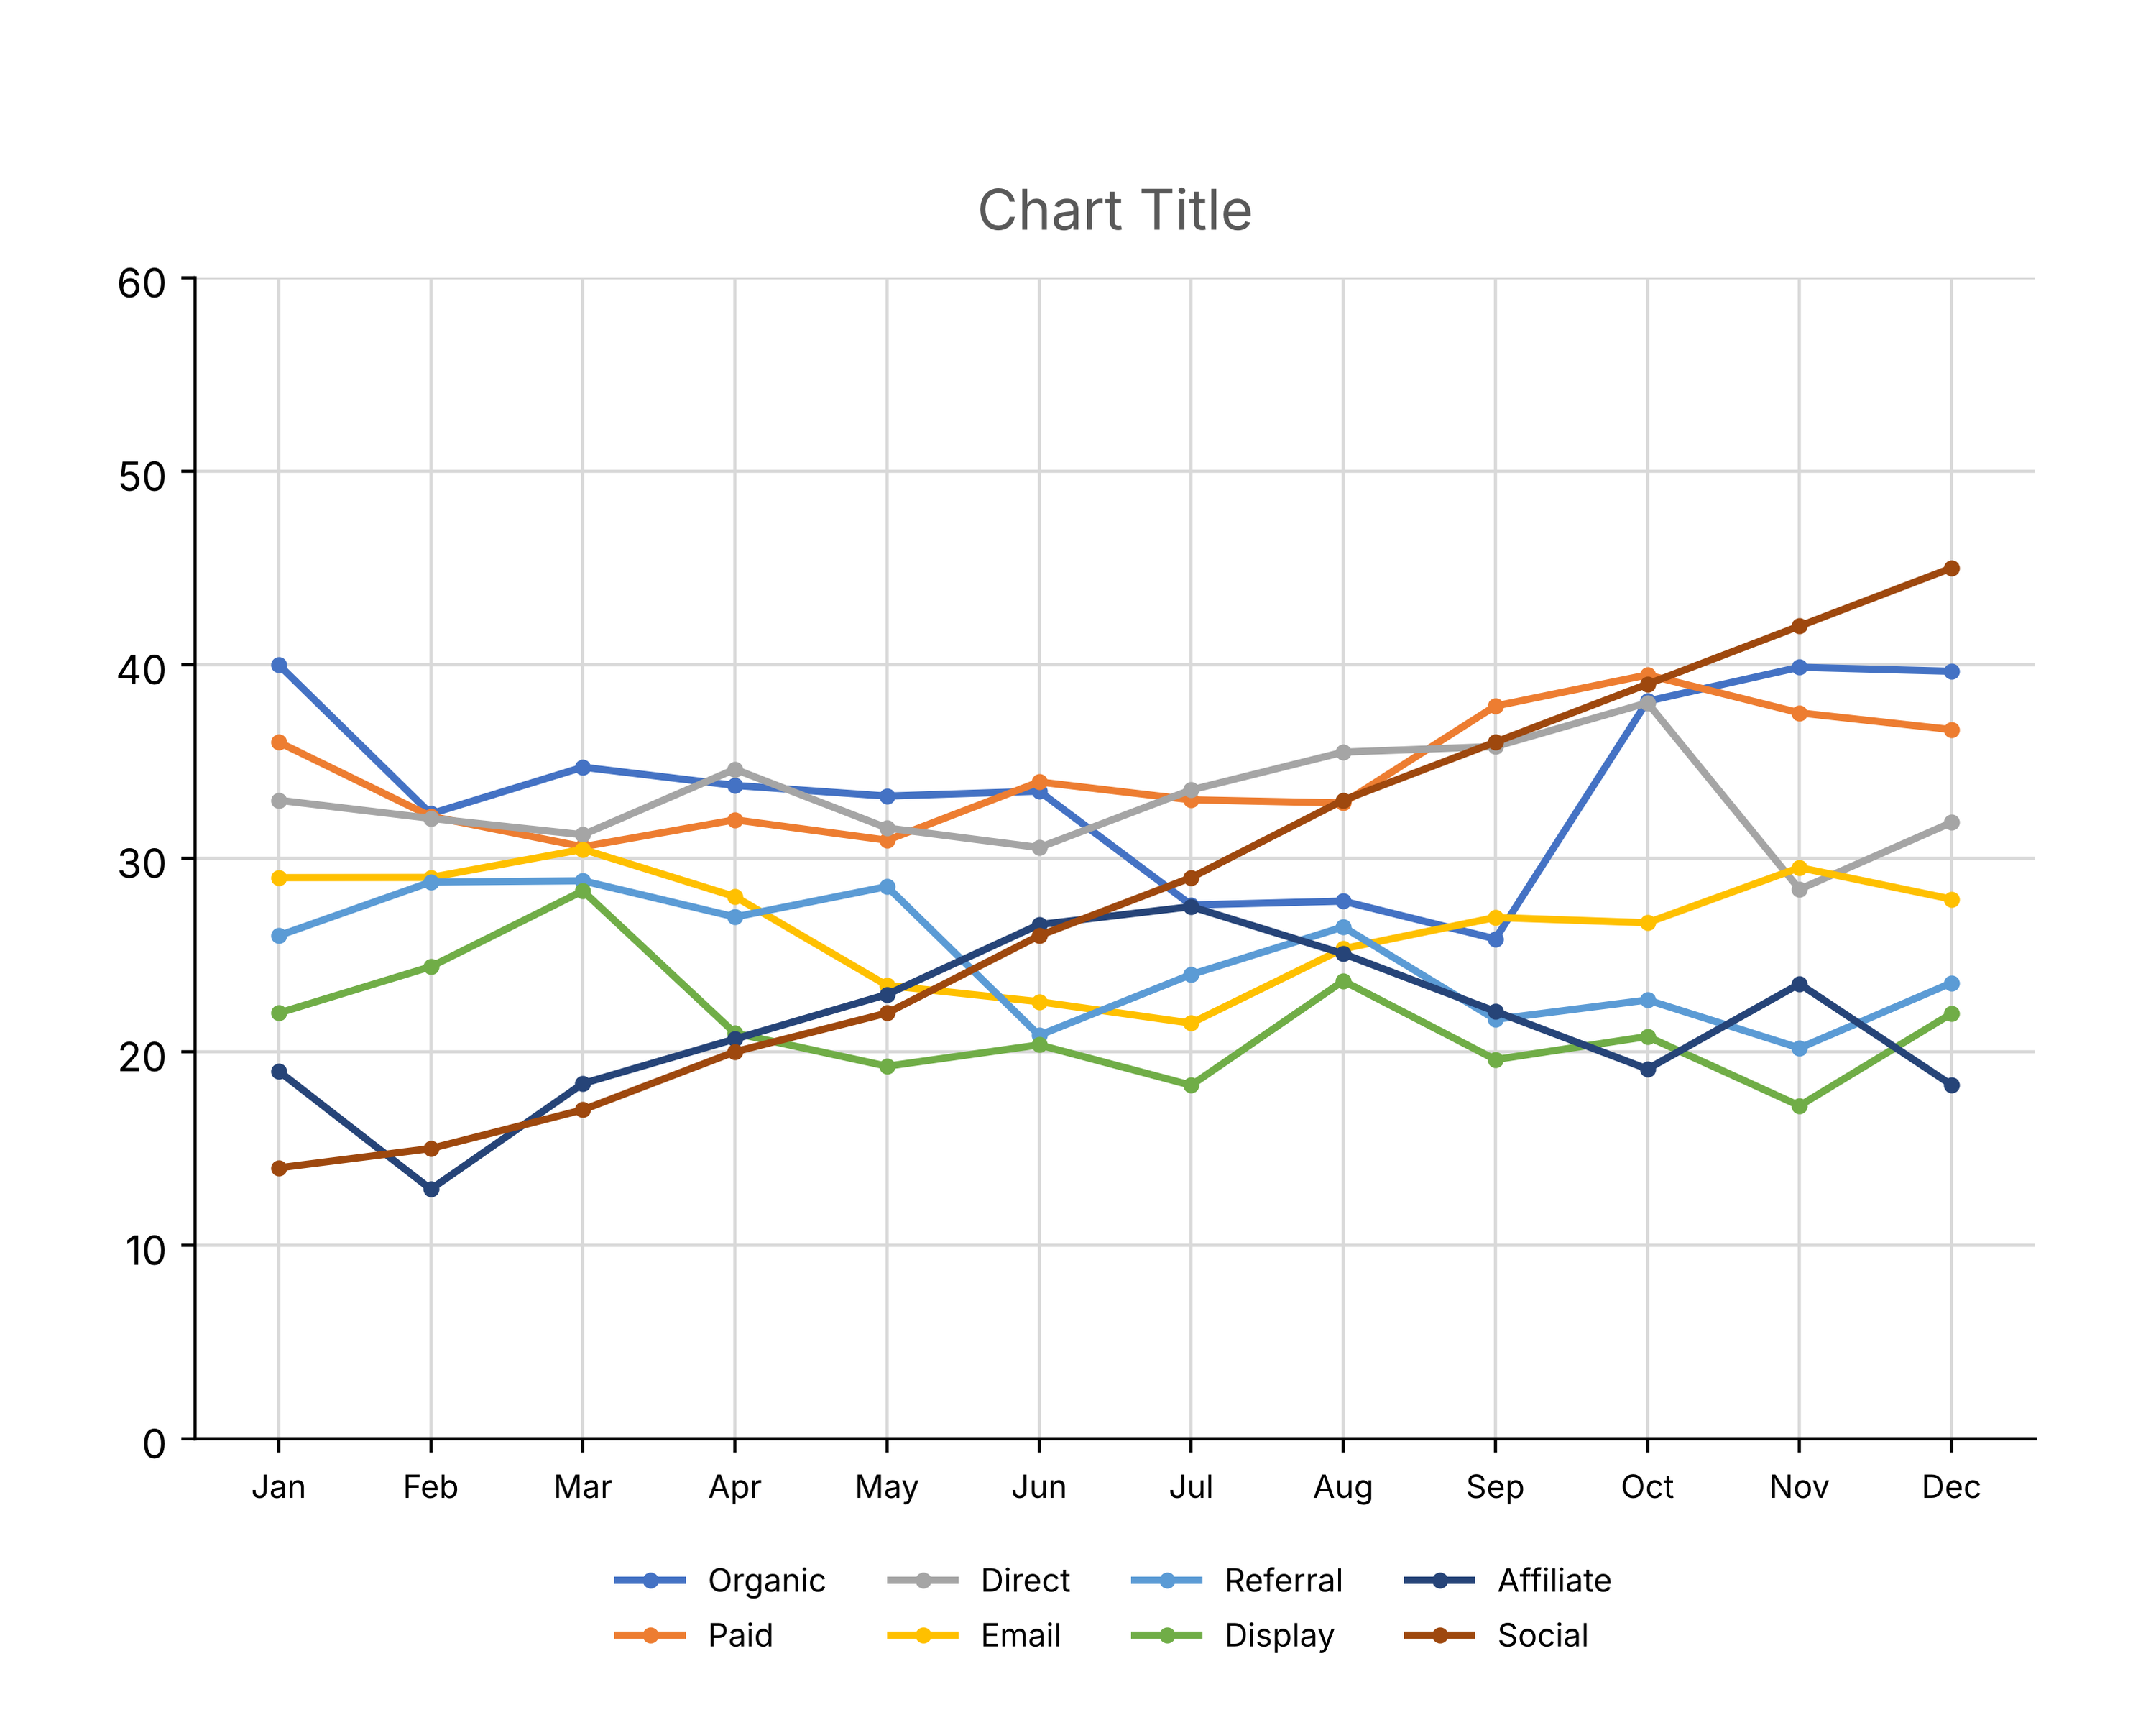 Chart Title
60
50
40
30
20
10
0
Jan Feb Mar Apr May Jun Jul Aug Sep Oct Nov Dec
Organic Direct Referral Affiliate
Paid Email Display Social